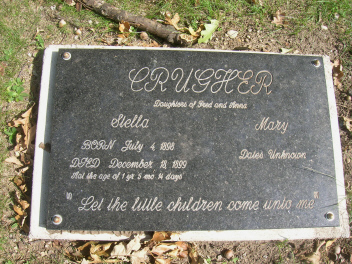 CRUGHER
Daughters of Fred and Anna
Stella Mary
BORN July 4 1898
DIED December 18, 1899 Dates Unknown
At the age of 1 yr 5 mo 14 days
"Let the little children come unto me"